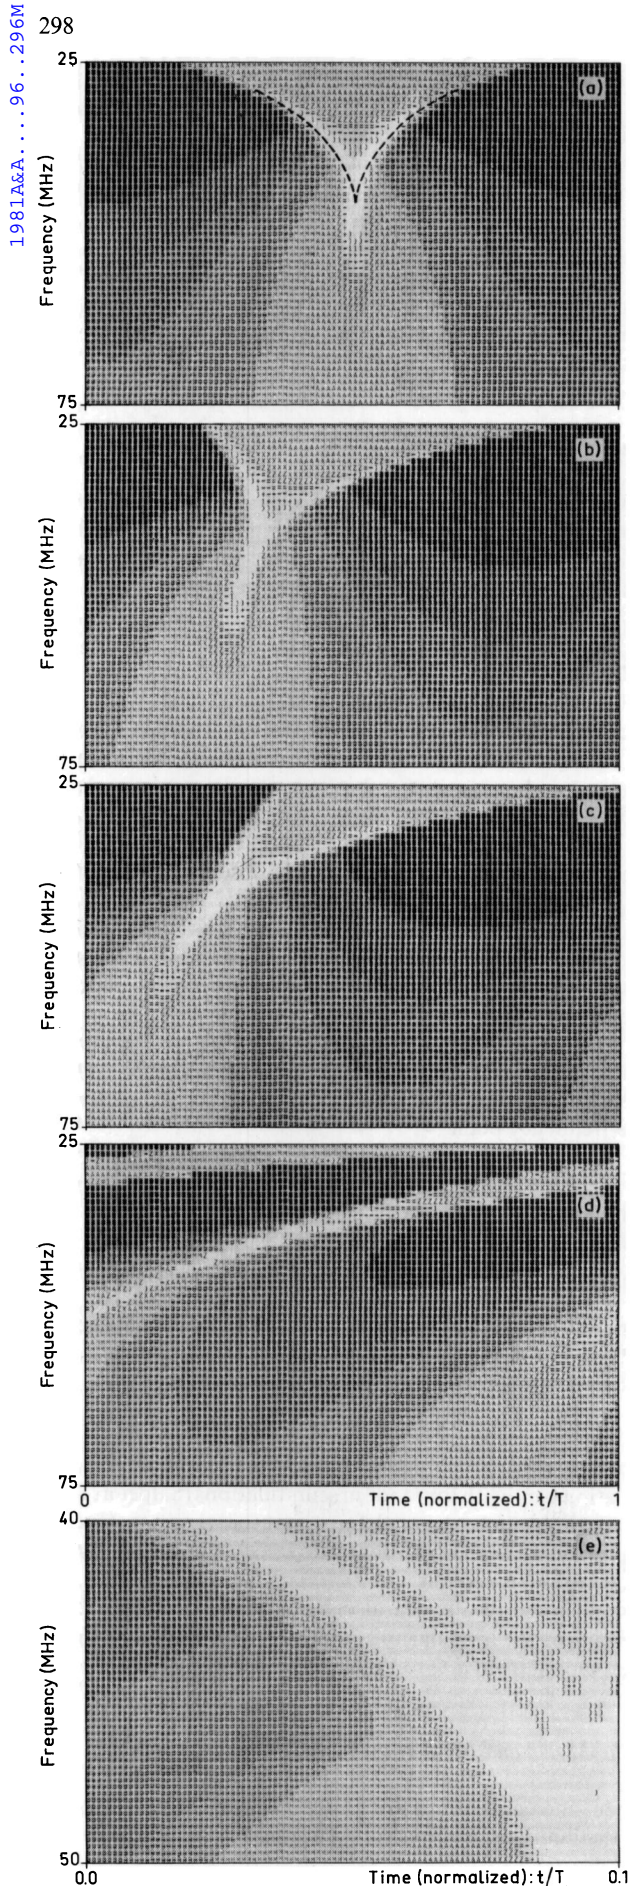 1981A&A.....96..296M
298
25
(a)
Frequency (MHz)
75
25
(b)
Frequency (MHz)
75
25
(c)
Frequency (MHz)
75
25
(d)
Frequency (MHz)
75
0
Time (normalized): t/T
1
40
(e)
Frequency (MHz)
50
0.0
Time (normalized): t/T
0.1